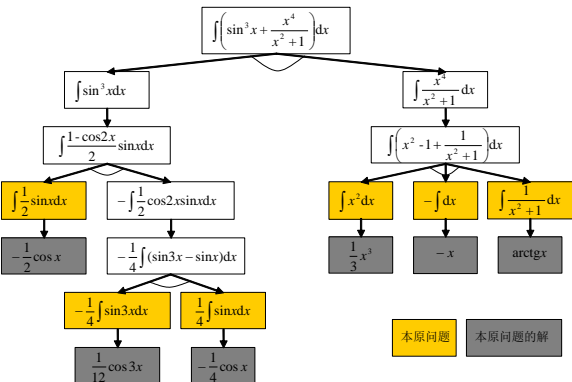 ∫(sin³x + x⁴/(x²+1))dx
∫sin³xdx
∫x⁴/(x²+1) dx
∫(1-cos2x)/2 sinxdx
∫(x² -1+ 1/(x²+1))dx
∫1/2 sinxdx
-∫1/2 cos2xsinxdx
∫x²dx
-∫dx
∫1/(x²+1) dx
-1/2 cos x
-1/4 ∫(sin3x - sinx)dx
1/3 x³
-x
arctgx
-1/4 ∫sin3xdx
1/4 ∫sinxdx
本原问题
本原问题的解
1/12 cos3x
-1/4 cos x